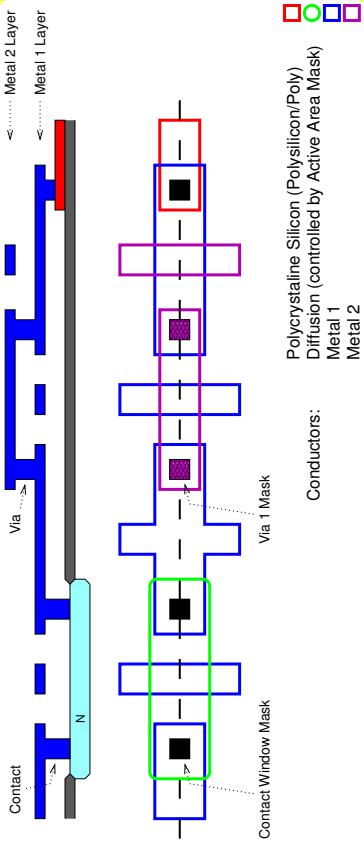 Metal 2 Layer
Metal 1 Layer
Via
Contact
N
Via 1 Mask
Contact Window Mask
Conductors:
Polycrystaline Silicon (Polysilicon/Poly)
Diffusion (controlled by Active Area Mask)
Metal 1
Metal 2